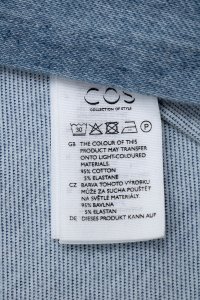 COS
COLLECTION OF STYLE
30 P
GB THE COLOUR OF THIS
PRODUCT MAY TRANSFER
ONTO LIGHT-COLOURED
MATERIALS.
95% COTTON
5% ELASTANE
CZ BARVA TOHOTO VÝROBKU
MŮŽE ZA SUCHA POUŠTĚT
NA SVĚTLE MATERIÁLY.
95% BAVLNA
5% ELASTAN
DE DIESES PRODUCT KANN AUF